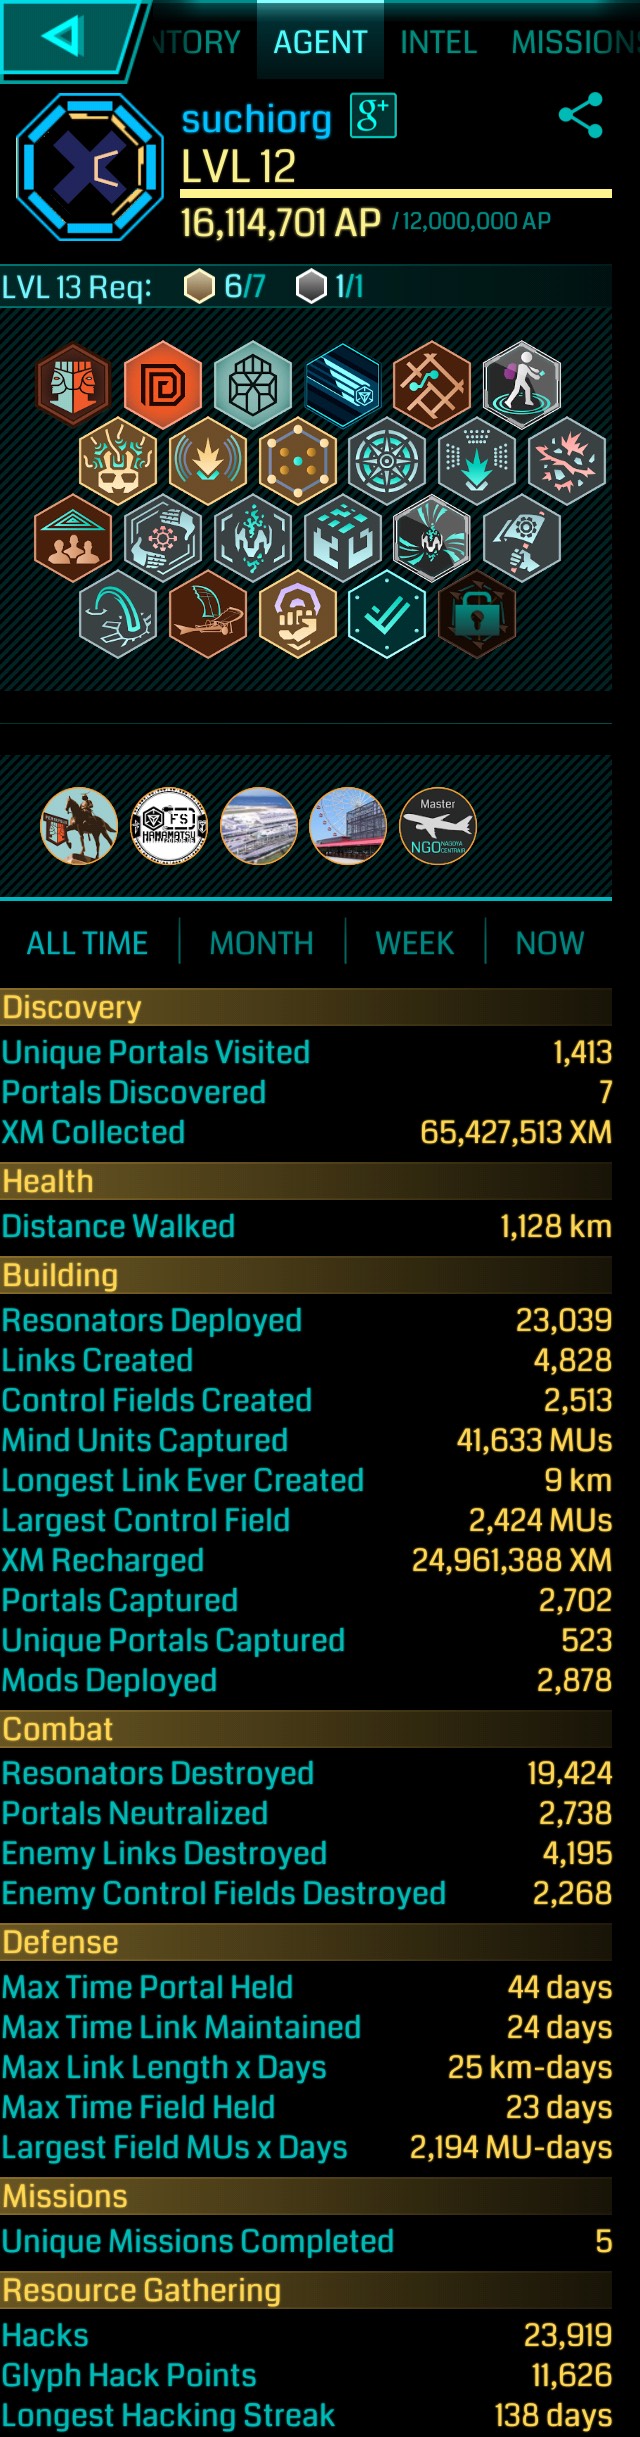 NTORY AGENT INTEL MISSIONS
suchiorg g+
LVL 12
16,114,701 AP / 12,000,000 AP
LVL 13 Req: 6/7 1/1
FS
HAMAMATSU
Master
NGO NAGOYA CENTRAIR
ALL TIME MONTH WEEK NOW
Discovery
Unique Portals Visited 1,413
Portals Discovered 7
XM Collected 65,427,513 XM
Health
Distance Walked 1,128 km
Building
Resonators Deployed 23,039
Links Created 4,828
Control Fields Created 2,513
Mind Units Captured 41,633 MUs
Longest Link Ever Created 9 km
Largest Control Field 2,424 MUs
XM Recharged 24,961,388 XM
Portals Captured 2,702
Unique Portals Captured 523
Mods Deployed 2,878
Combat
Resonators Destroyed 19,424
Portals Neutralized 2,738
Enemy Links Destroyed 4,195
Enemy Control Fields Destroyed 2,268
Defense
Max Time Portal Held 44 days
Max Time Link Maintained 24 days
Max Link Length x Days 25 km-days
Max Time Field Held 23 days
Largest Field MUs x Days 2,194 MU-days
Missions
Unique Missions Completed 5
Resource Gathering
Hacks 23,919
Glyph Hack Points 11,626
Longest Hacking Streak 138 days